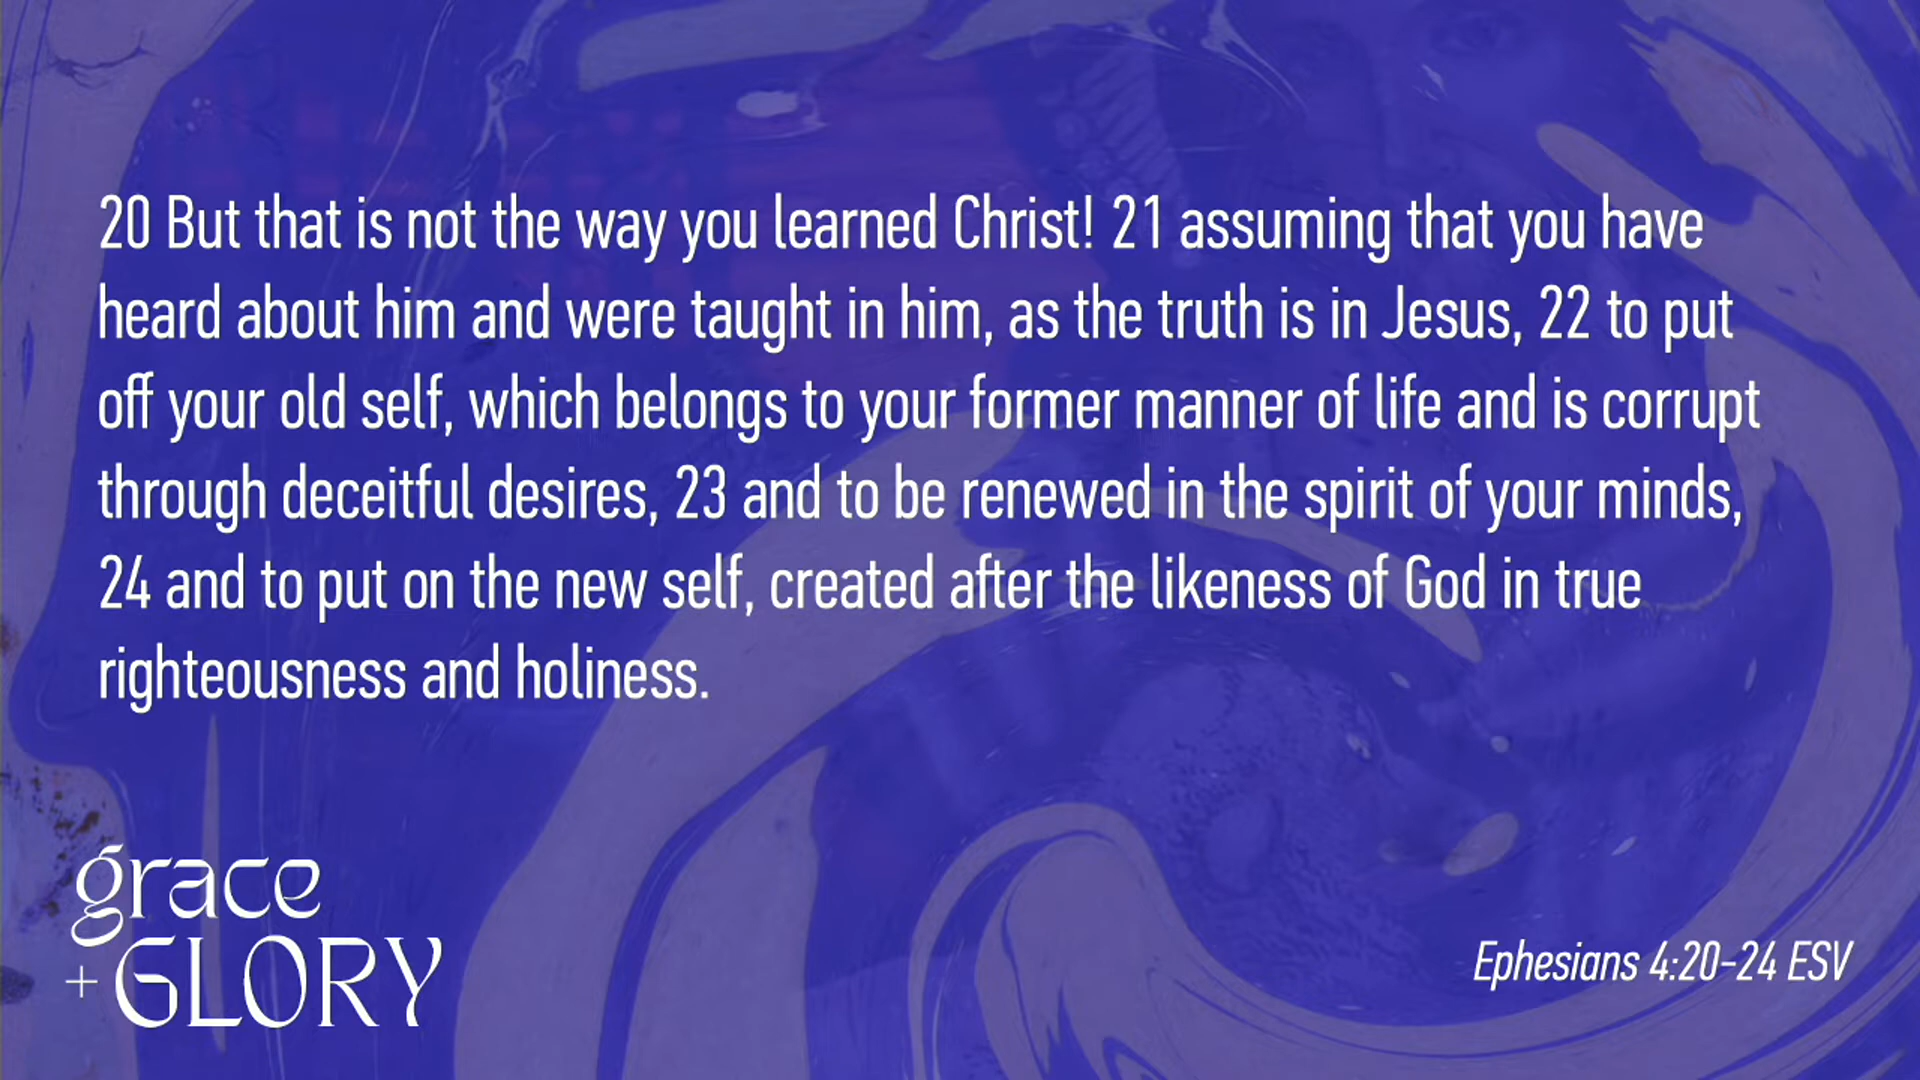 20 But that is not the way you learned Christ! 21 assuming that you have
heard about him and were taught in him, as the truth is in Jesus, 22 to put
off your old self, which belongs to your former manner of life and is corrupt
through deceitful desires, 23 and to be renewed in the spirit of your minds,
24 and to put on the new self, created after the likeness of God in true
righteousness and holiness.
grace
+GLORY
Ephesians 4:20-24 ESV